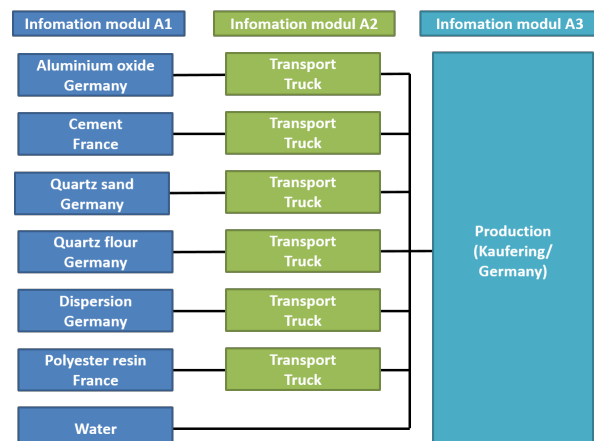 Infomation modul A1
Infomation modul A2
Infomation modul A3
Aluminium oxide
Germany
Transport
Truck
Cement
France
Transport
Truck
Quartz sand
Germany
Transport
Truck
Quartz flour
Germany
Transport
Truck
Production
(Kaufering/
Germany)
Dispersion
Germany
Transport
Truck
Polyester resin
France
Transport
Truck
Water